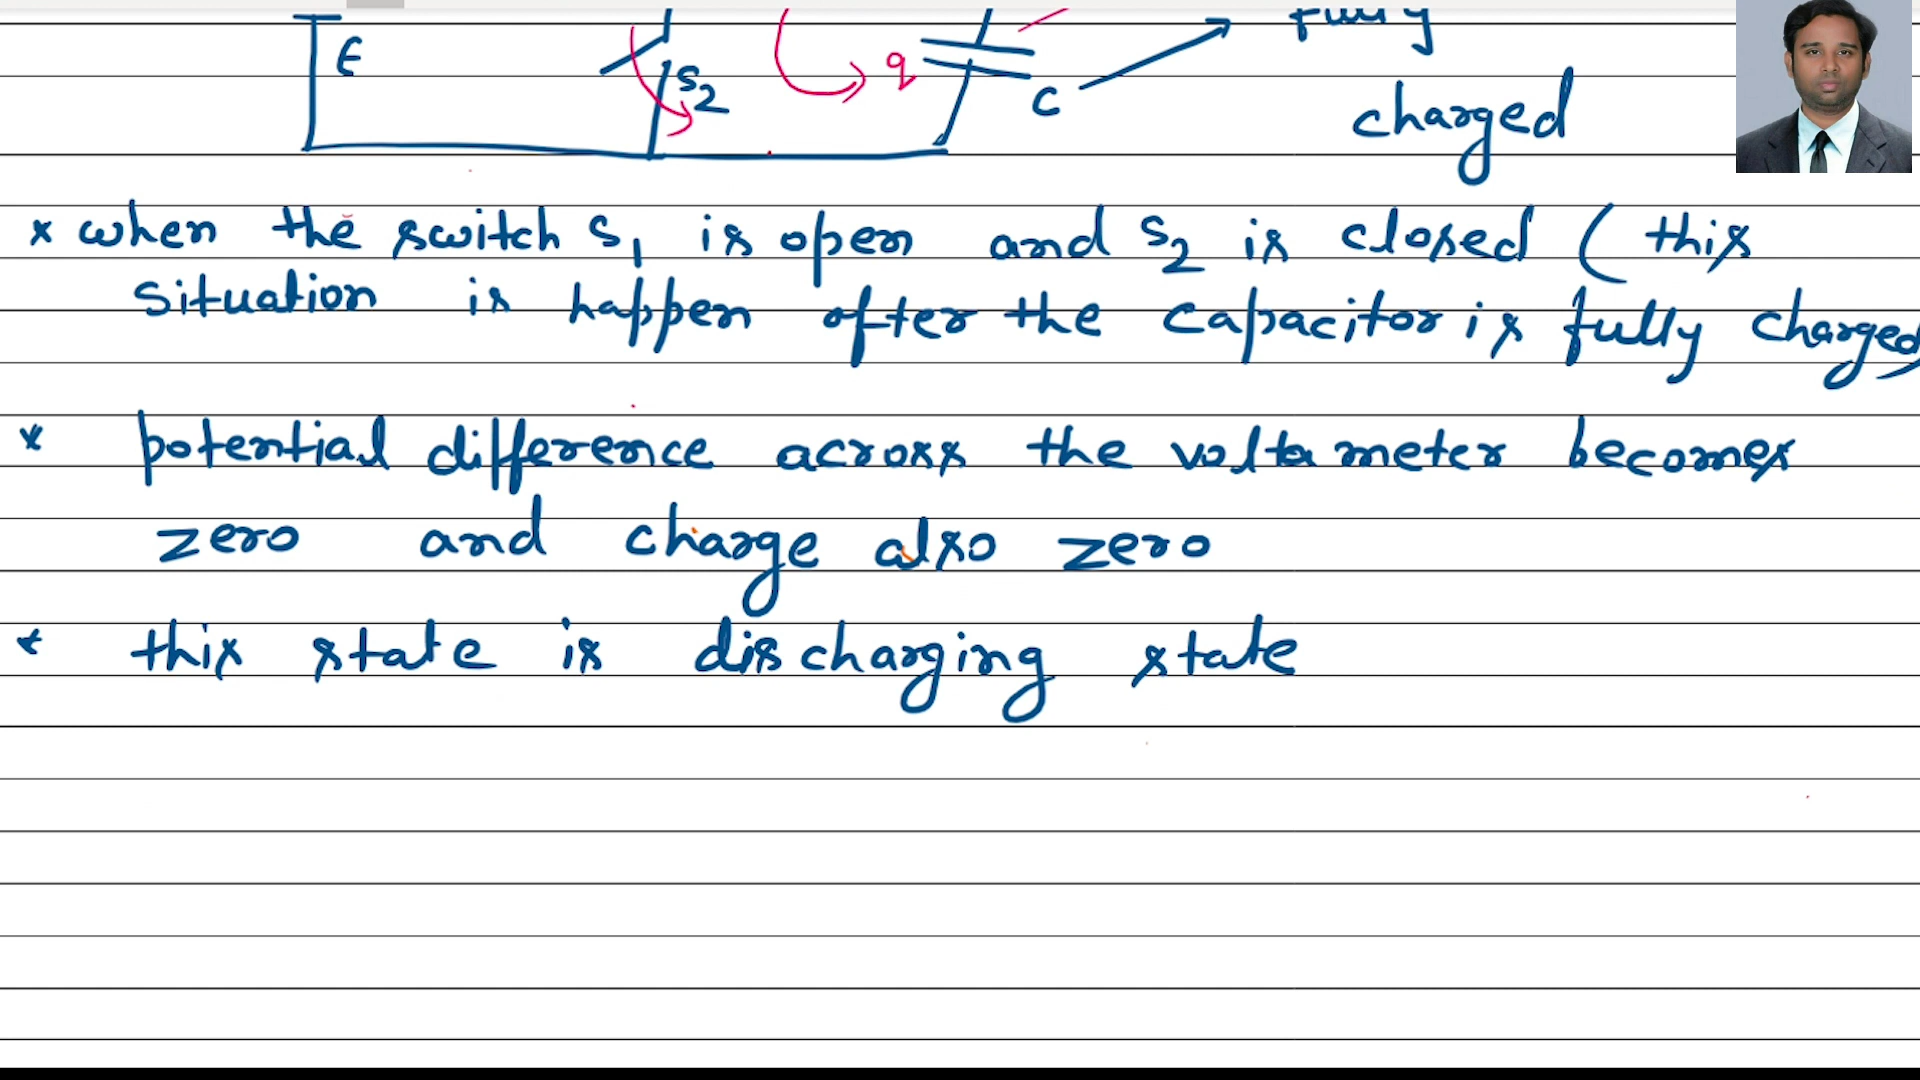 E
S2
q
C
fully
charged
* when the switch S1 is open and S2 is closed ( this
situation is happen after the capacitor is fully charged)
* potential difference across the voltameter becomes
zero and charge also zero
* this state is discharging state